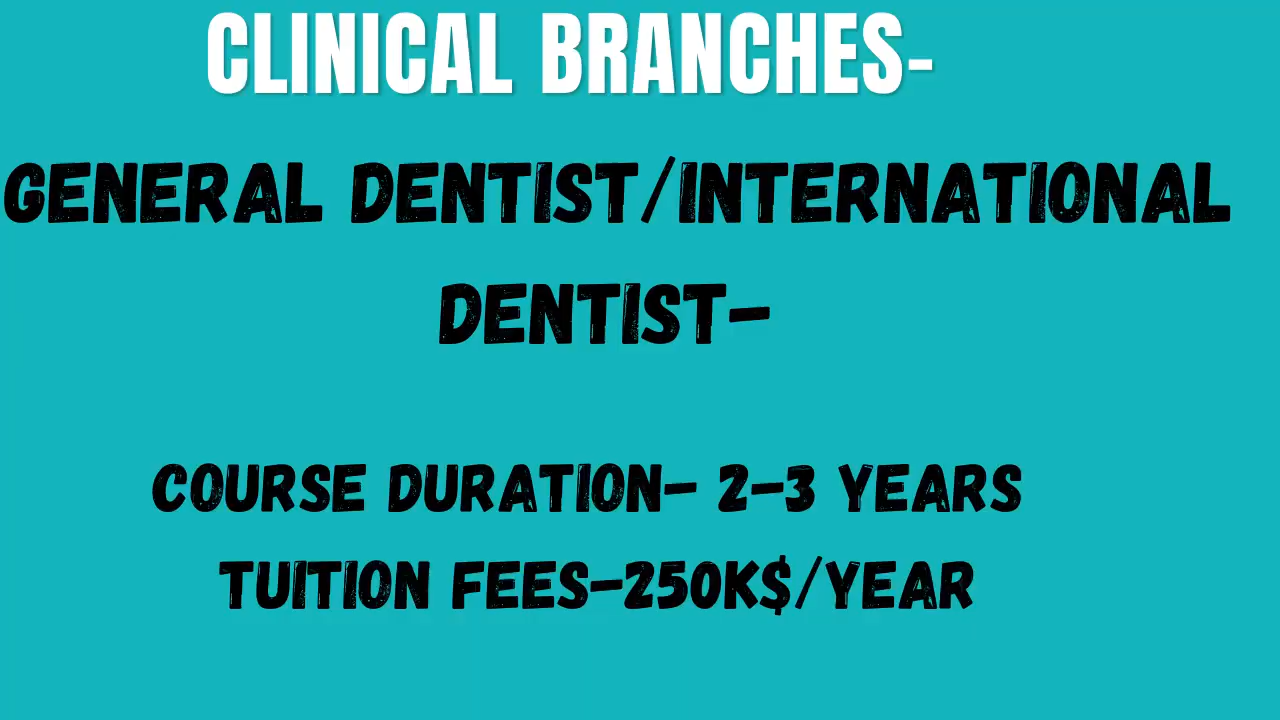 CLINICAL BRANCHES-
GENERAL DENTIST/INTERNATIONAL
DENTIST-
COURSE DURATION- 2-3 YEARS
TUITION FEES-250K$/YEAR